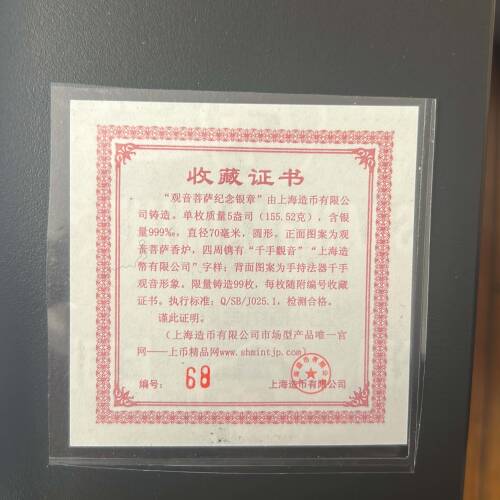 收藏证书
“观音菩萨纪念银章”由上海造币有限公
司铸造。单枚质量5盎司（155.52克），含银
量999‰，直径70毫米，圆形。正面图案为观
音菩萨香炉，四周镌有“千手觀音”“上海造
幣有限公司”字样；背面图案为手持法器千手
观音形象。限量铸造99枚，每枚随附编号收藏
证书。执行标准：Q/SB/J025.1，检测合格。
谨此证明。
（上海造币有限公司市场型产品唯一官
网——上币精品网www.shmintjp.com）
编号： 68 上海造币有限公司